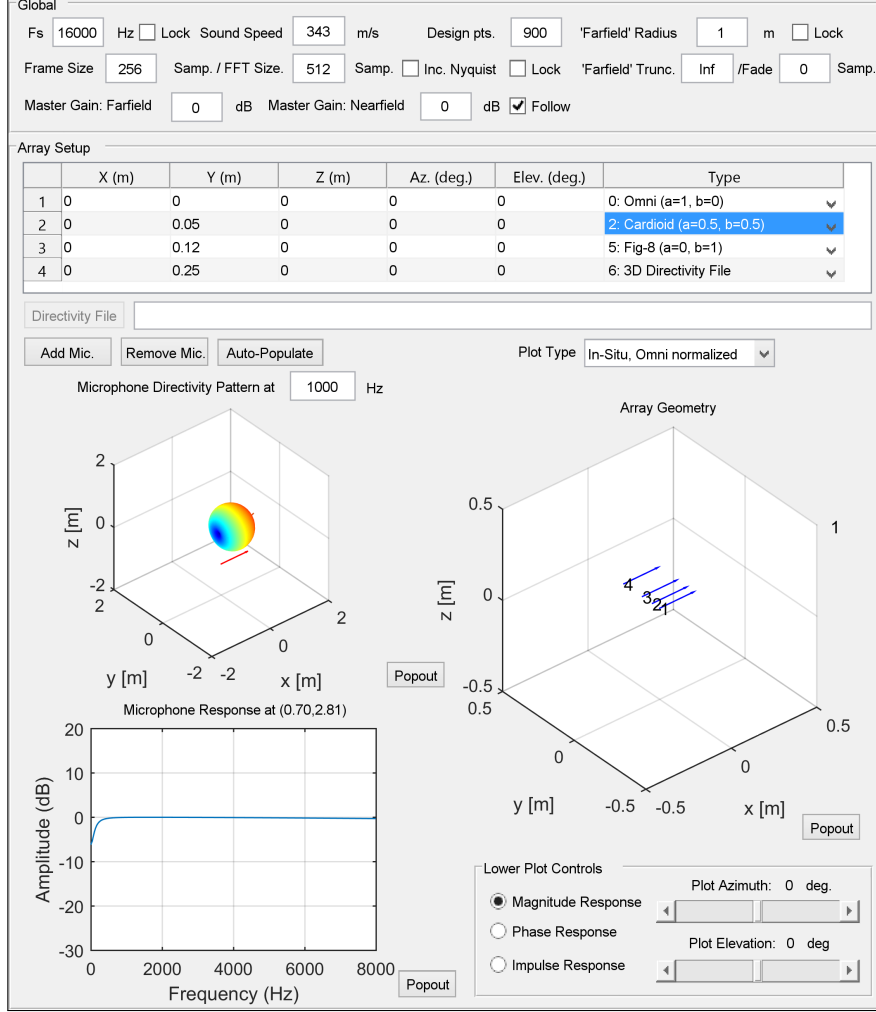 Global
Fs 16000 Hz Lock Sound Speed 343 m/s Design pts. 900 'Farfield' Radius 1 m Lock
Frame Size 256 Samp. / FFT Size. 512 Samp. Inc. Nyquist Lock 'Farfield' Trunc. Inf /Fade 0 Samp.
Master Gain: Farfield 0 dB Master Gain: Nearfield 0 dB Follow
Array Setup
X (m) Y (m) Z (m) Az. (deg.) Elev. (deg.) Type
1 0 0 0 0 0 0: Omni (a=1, b=0)
2 0 0.05 0 0 0 2: Cardioid (a=0.5, b=0.5)
3 0 0.12 0 0 0 5: Fig-8 (a=0, b=1)
4 0 0.25 0 0 0 6: 3D Directivity File
Directivity File
Add Mic. Remove Mic. Auto-Populate Plot Type In-Situ, Omni normalized
Microphone Directivity Pattern at 1000 Hz
2
0
-2
z [m]
2
0
-2
y [m]
-2
0
2
x [m]
Popout
Array Geometry
0.5
0
-0.5
z [m]
1
4
3
2
1
0.5
0
-0.5
y [m]
-0.5
0
0.5
x [m]
Popout
Microphone Response at (0.70,2.81)
20
10
0
-10
-20
-30
Amplitude (dB)
0 2000 4000 6000 8000
Frequency (Hz)
Popout
Lower Plot Controls
Magnitude Response
Phase Response
Impulse Response
Plot Azimuth: 0 deg.
Plot Elevation: 0 deg